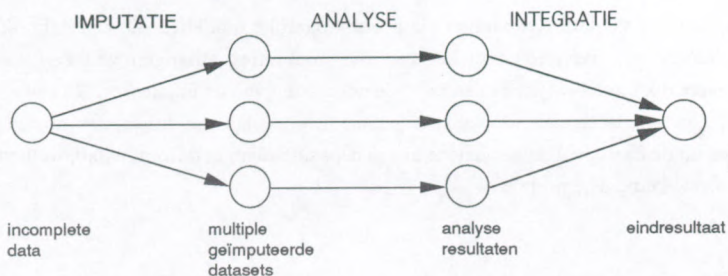 IMPUTATIE ANALYSE INTEGRATIE
incomplete data
multiple geïmputeerde datasets
analyse resultaten
eindresultaat